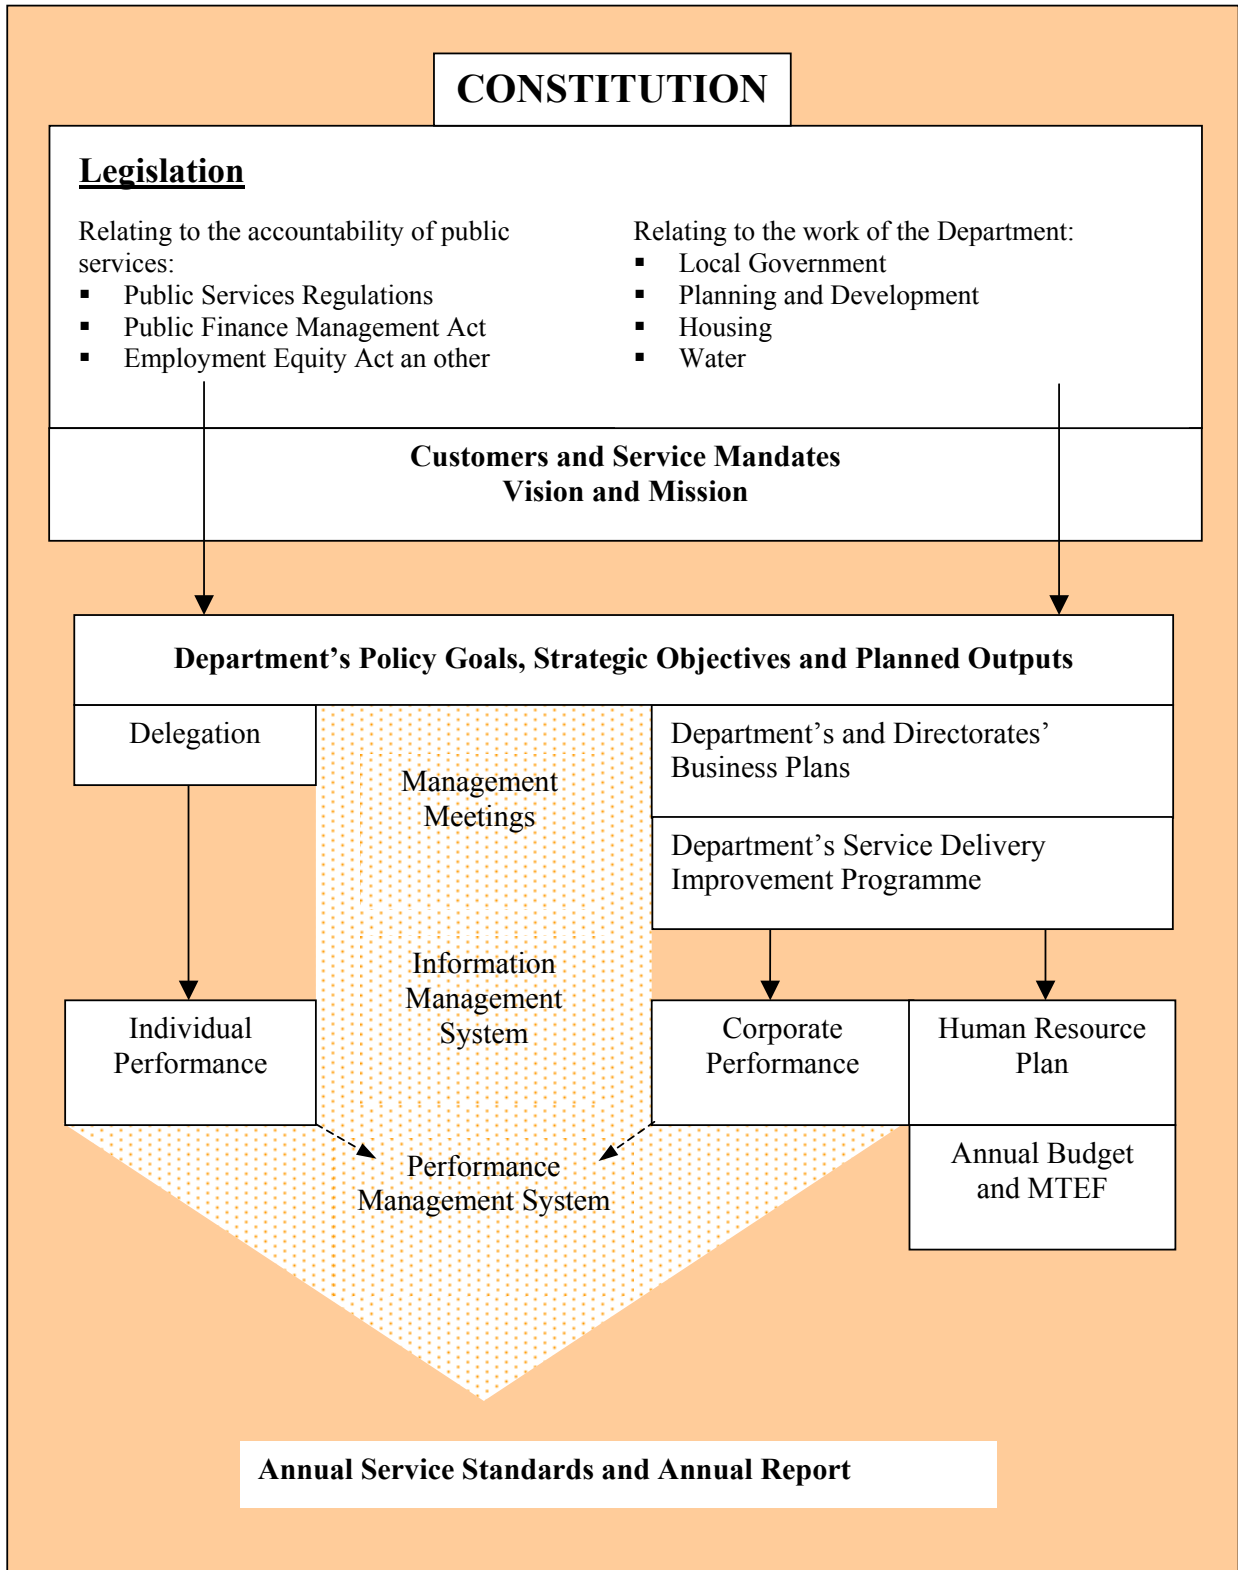 CONSTITUTION
Legislation
Relating to the accountability of public
services:
▪ Public Services Regulations
▪ Public Finance Management Act
▪ Employment Equity Act an other
Relating to the work of the Department:
▪ Local Government
▪ Planning and Development
▪ Housing
▪ Water
Customers and Service Mandates
Vision and Mission
Department’s Policy Goals, Strategic Objectives and Planned Outputs
Delegation
Management
Meetings
Department’s and Directorates’
Business Plans
Department’s Service Delivery
Improvement Programme
Information
Management
System
Individual
Performance
Corporate
Performance
Human Resource
Plan
Performance
Management System
Annual Budget
and MTEF
Annual Service Standards and Annual Report